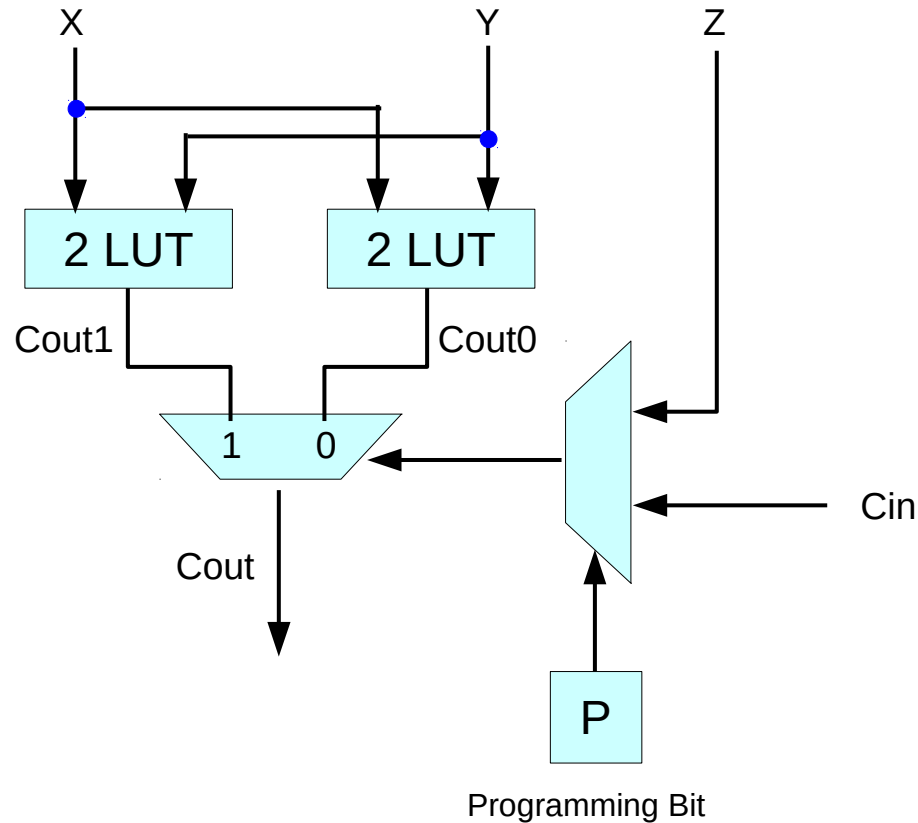 X
Y
Z
2 LUT
2 LUT
Cout1
Cout0
1
0
Cin
Cout
P
Programming Bit